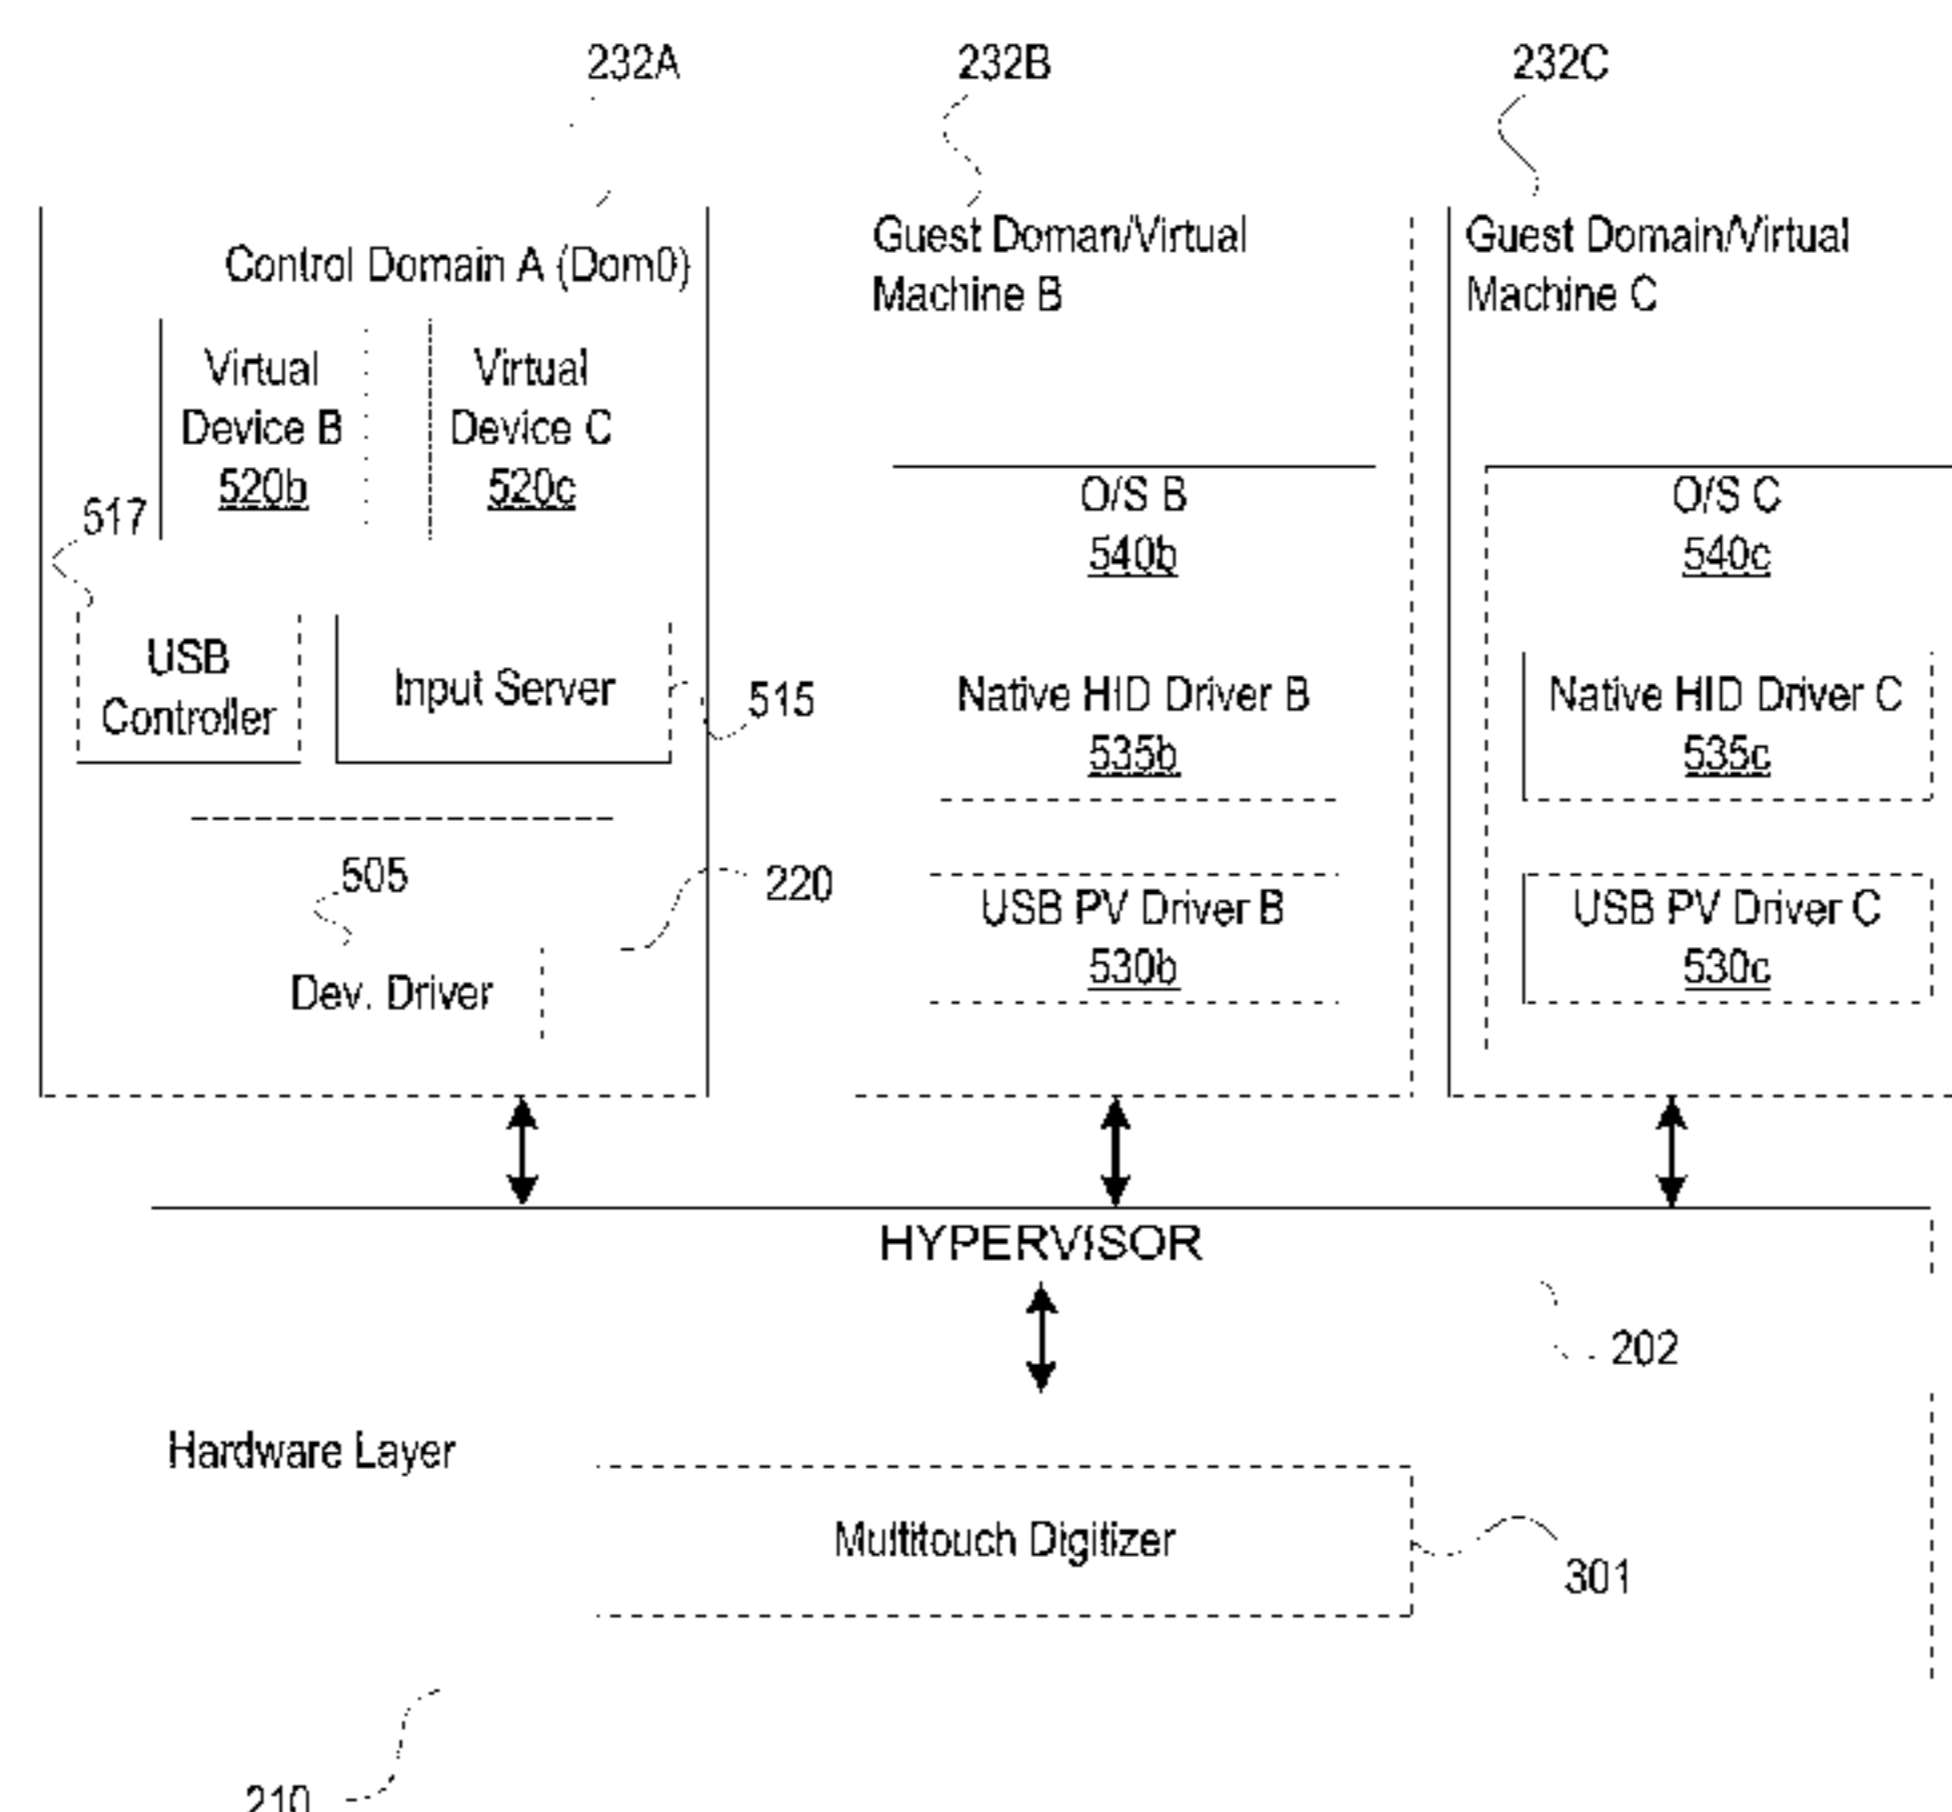 232A
232B
232C
Control Domain A (Dom0)
Guest Doman/Virtual
Machine B
Guest Domain/Virtual
Machine C
Virtual
Device B
520b
Virtual
Device C
520c
517
O/S B
540b
O/S C
540c
USB
Controller
Input Server
515
Native HID Driver B
535b
Native HID Driver C
535c
505
220
USB PV Driver B
530b
USB PV Driver C
530c
Dev. Driver
HYPERVISOR
202
Hardware Layer
Multitouch Digitizer
301
210